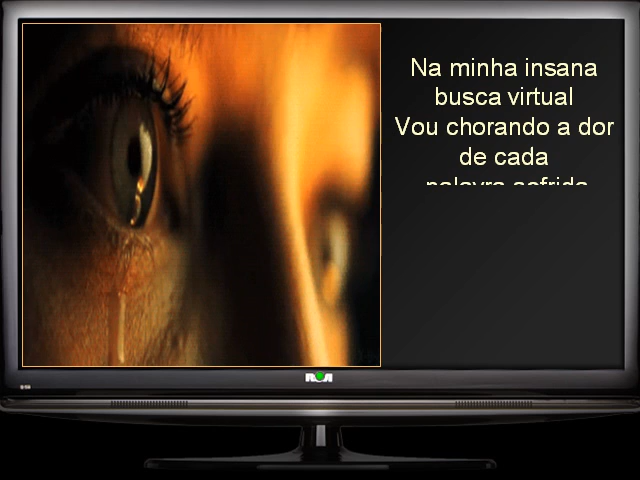 Na minha insana
busca virtual
Vou chorando a dor
de cada